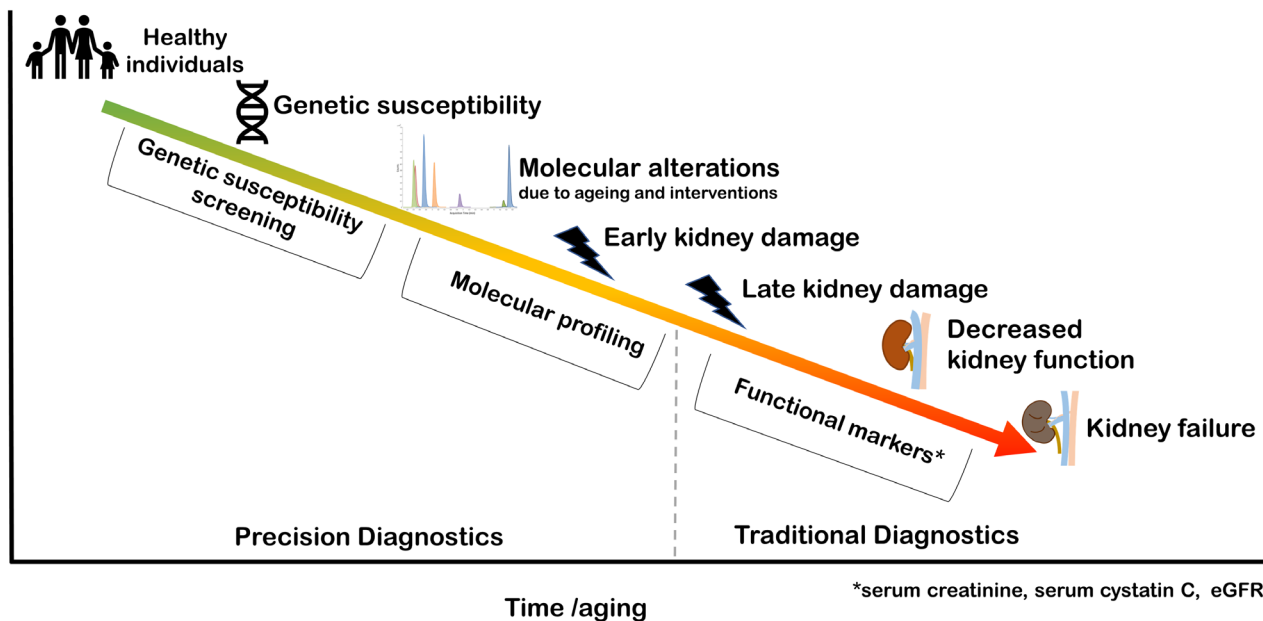 Healthy
individuals
Genetic susceptibility
Genetic susceptibility
screening
Molecular alterations
due to ageing and interventions
Early kidney damage
Molecular profiling
Late kidney damage
Decreased
kidney function
Functional markers*
Kidney failure
Precision Diagnostics
Traditional Diagnostics
*serum creatinine, serum cystatin C, eGFR
Time /aging